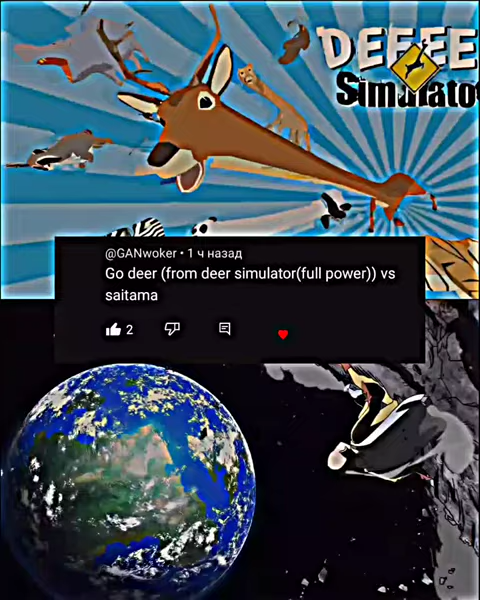 DEEEE
Simulato
@GANwoker • 1 ч назад
Go deer (from deer simulator(full power)) vs
saitama
2